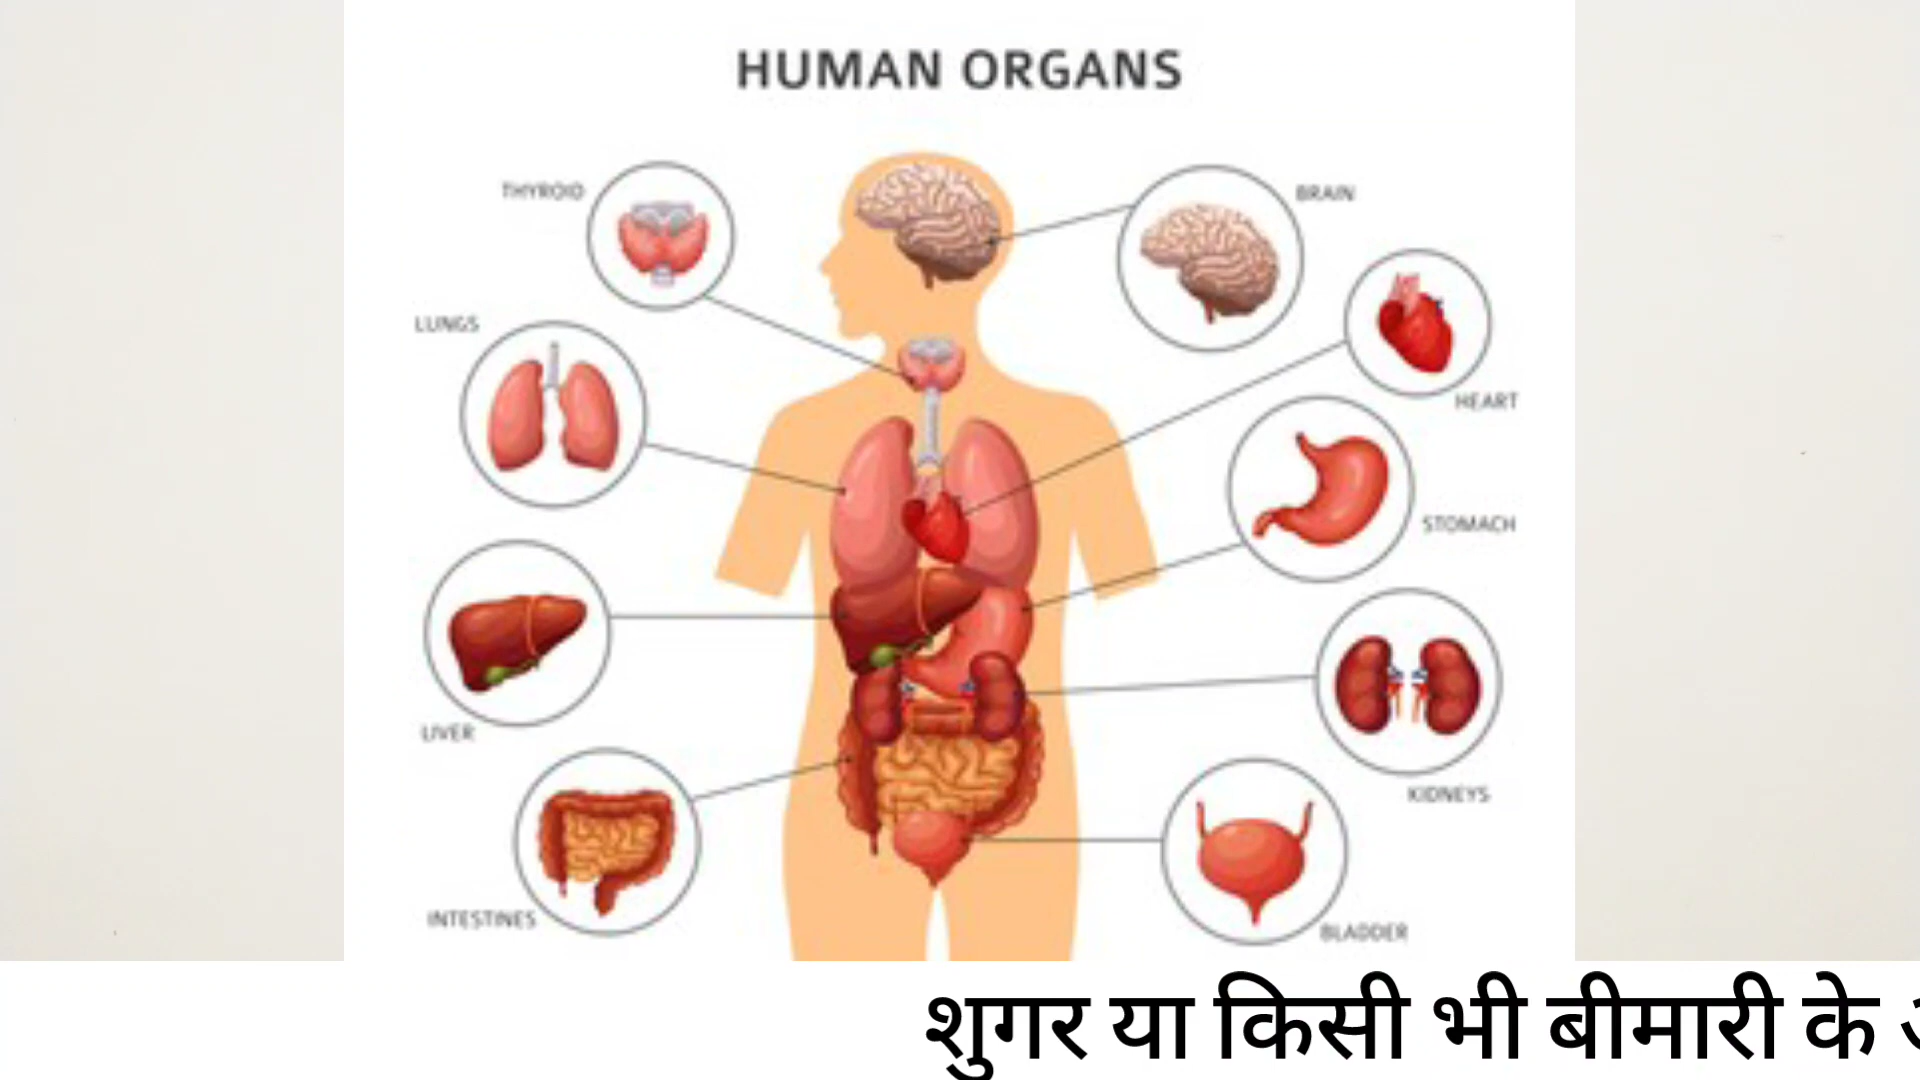 HUMAN ORGANS
THYROID
BRAIN
LUNGS
HEART
STOMACH
LIVER
KIDNEYS
INTESTINES
BLADDER
शुगर या किसी भी बीमारी के